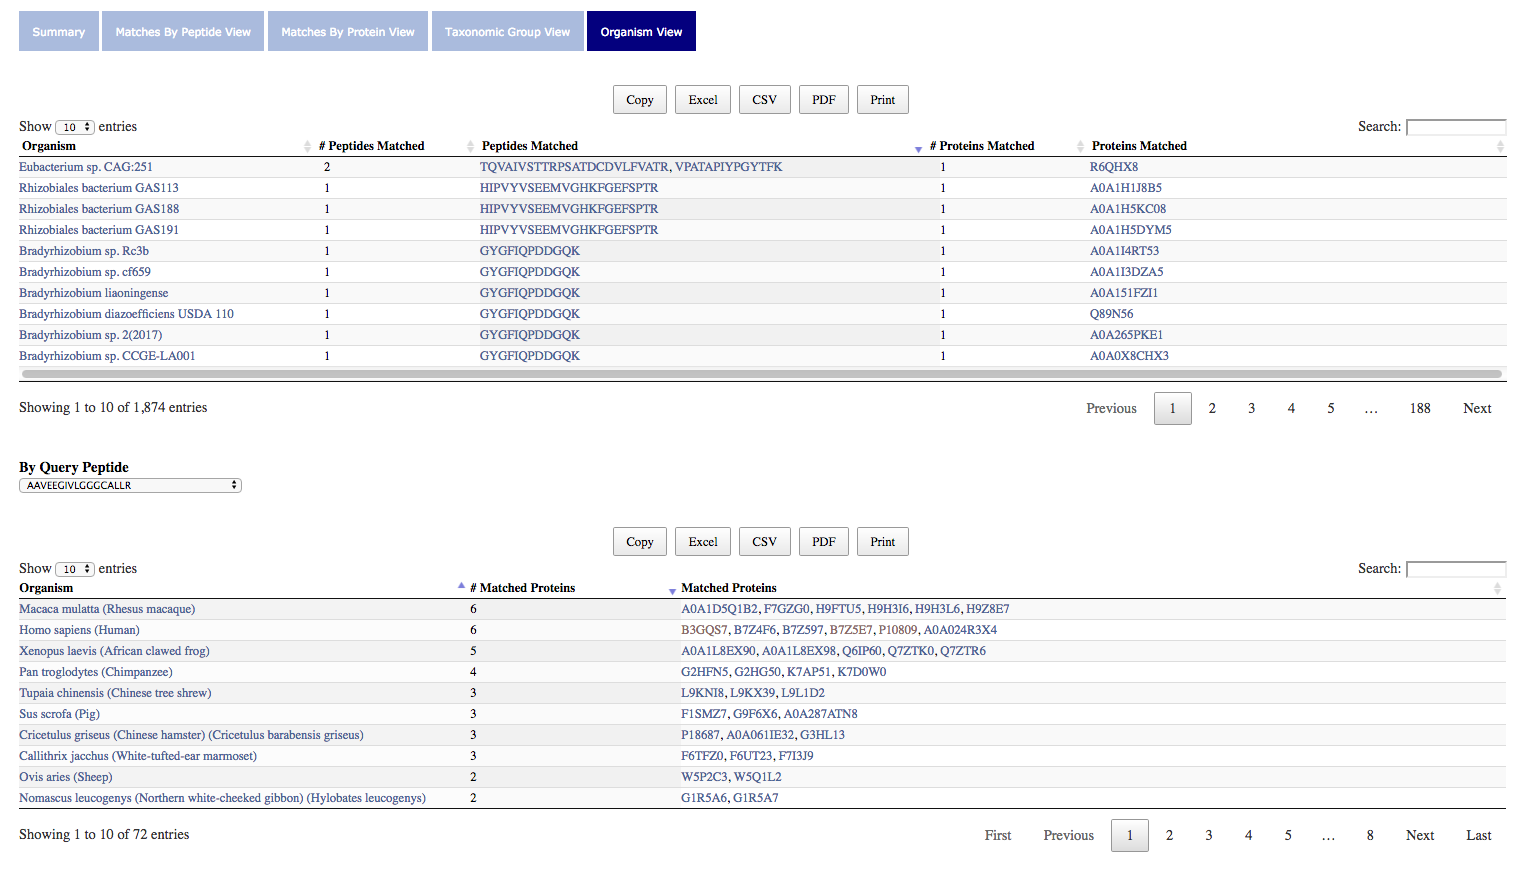 Summary Matches By Peptide View Matches By Protein View Taxonomic Group View Organism View
Copy Excel CSV PDF Print
Show 10 entries Search:
Organism # Peptides Matched Peptides Matched # Proteins Matched Proteins Matched
Eubacterium sp. CAG:251 2 TQVAIVSTTRPSATDCDVLFVATR, VPATAPIYPGYTFK 1 R6QHX8
Rhizobiales bacterium GAS113 1 HIPVYVSEEMVGHKFGEFSPTR 1 A0A1H1J8B5
Rhizobiales bacterium GAS188 1 HIPVYVSEEMVGHKFGEFSPTR 1 A0A1H5KC08
Rhizobiales bacterium GAS191 1 HIPVYVSEEMVGHKFGEFSPTR 1 A0A1H5DYM5
Bradyrhizobium sp. Rc3b 1 GYGFIQPDDGQK 1 A0A1I4RT53
Bradyrhizobium sp. cf659 1 GYGFIQPDDGQK 1 A0A1I3DZA5
Bradyrhizobium liaoningense 1 GYGFIQPDDGQK 1 A0A151FZI1
Bradyrhizobium diazoefficiens USDA 110 1 GYGFIQPDDGQK 1 Q89N56
Bradyrhizobium sp. 2(2017) 1 GYGFIQPDDGQK 1 A0A265PKE1
Bradyrhizobium sp. CCGE-LA001 1 GYGFIQPDDGQK 1 A0A0X8CHX3
Showing 1 to 10 of 1,874 entries Previous 1 2 3 4 5 … 188 Next
By Query Peptide
AAVEEGIVLGGGCALLR
Copy Excel CSV PDF Print
Show 10 entries Search:
Organism # Matched Proteins Matched Proteins
Macaca mulatta (Rhesus macaque) 6 A0A1D5Q1B2, F7GZG0, H9FTU5, H9H3I6, H9H3L6, H9Z8E7
Homo sapiens (Human) 6 B3GQS7, B7Z4F6, B7Z597, B7Z5E7, P10809, A0A024R3X4
Xenopus laevis (African clawed frog) 5 A0A1L8EX90, A0A1L8EX98, Q6IP60, Q7ZTK0, Q7ZTR6
Pan troglodytes (Chimpanzee) 4 G2HFN5, G2HG50, K7AP51, K7D0W0
Tupaia chinensis (Chinese tree shrew) 3 L9KNI8, L9KX39, L9L1D2
Sus scrofa (Pig) 3 F1SMZ7, G9F6X6, A0A287ATN8
Cricetulus griseus (Chinese hamster) (Cricetulus barabensis griseus) 3 P18687, A0A061IE32, G3HL13
Callithrix jacchus (White-tufted-ear marmoset) 3 F6TFZ0, F6UT23, F7I3J9
Ovis aries (Sheep) 2 W5P2C3, W5Q1L2
Nomascus leucogenys (Northern white-cheeked gibbon) (Hylobates leucogenys) 2 G1R5A6, G1R5A7
Showing 1 to 10 of 72 entries First Previous 1 2 3 4 5 … 8 Next Last